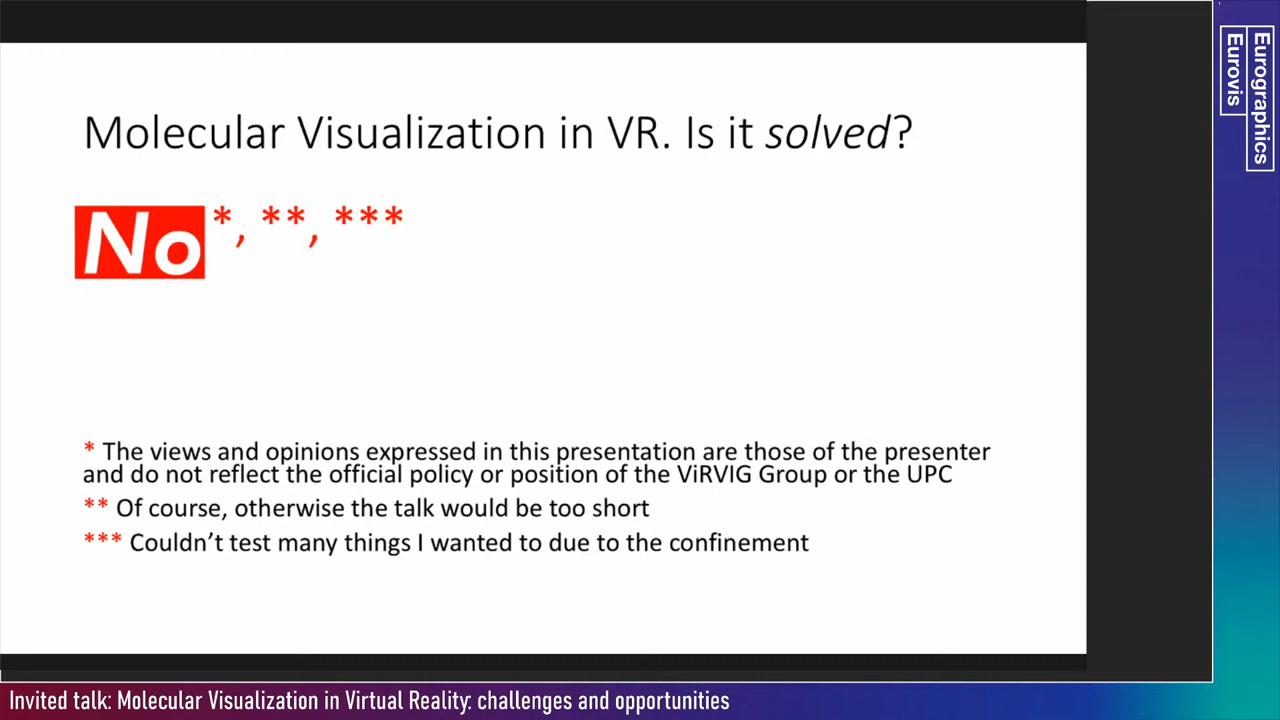 Molecular Visualization in VR. Is it solved?
No*, **, ***
* The views and opinions expressed in this presentation are those of the presenter
and do not reflect the official policy or position of the ViRVIG Group or the UPC
** Of course, otherwise the talk would be too short
*** Couldn't test many things I wanted to due to the confinement
Eurographics
Eurovis
Invited talk: Molecular Visualization in Virtual Reality: challenges and opportunities